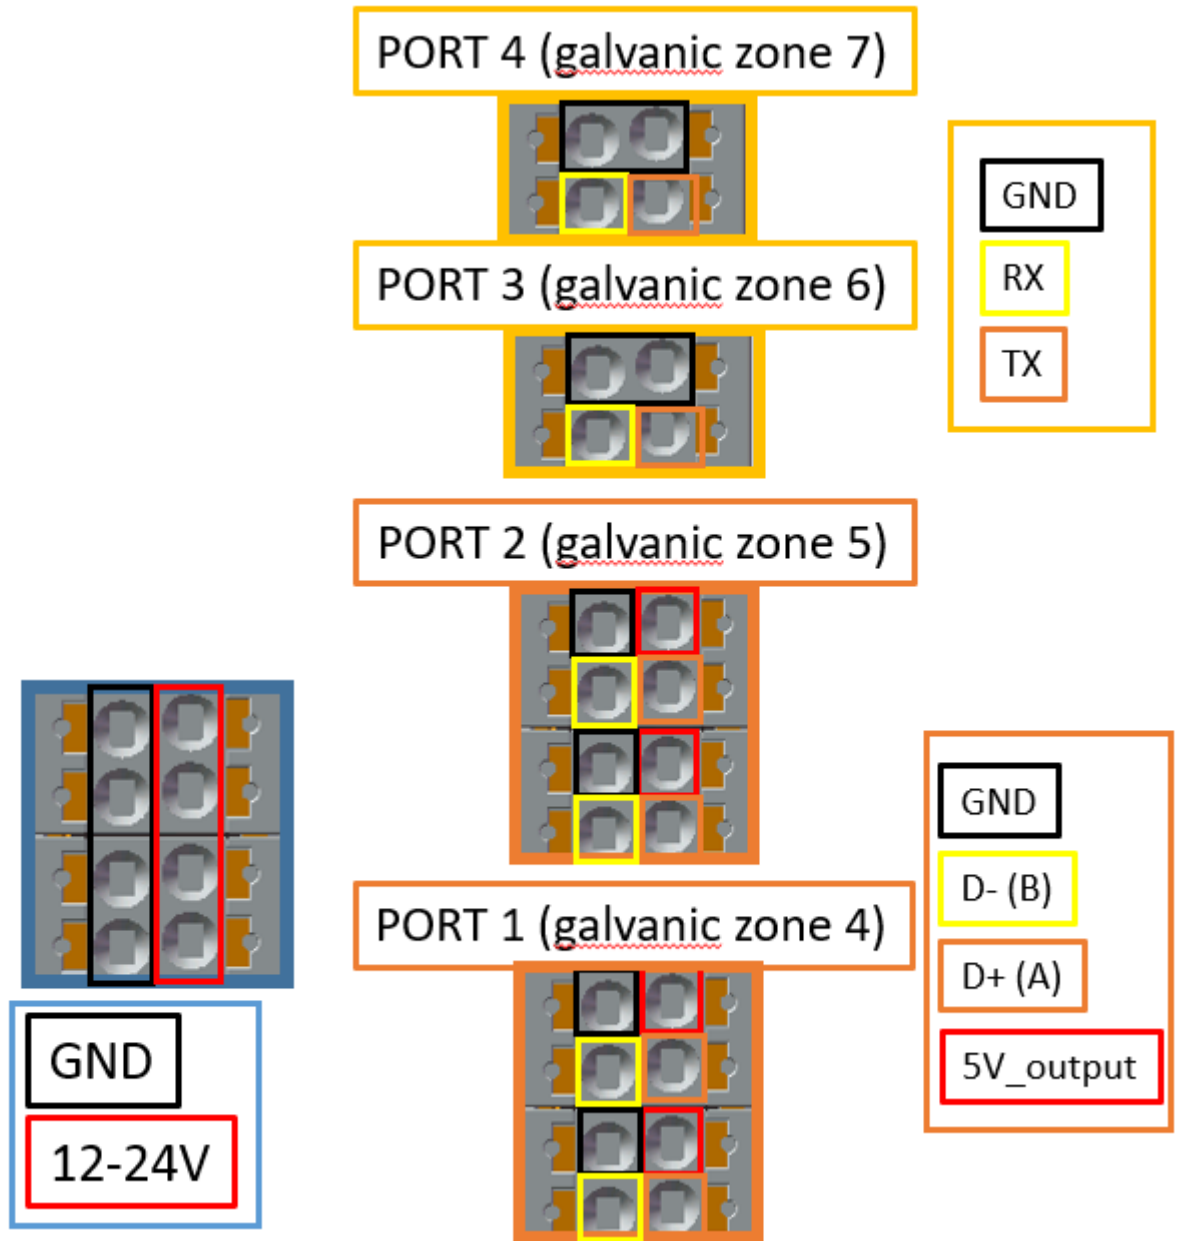 PORT 4 (galvanic zone 7)
GND
RX
TX
PORT 3 (galvanic zone 6)
PORT 2 (galvanic zone 5)
GND
D- (B)
D+ (A)
5V_output
PORT 1 (galvanic zone 4)
GND
12-24V